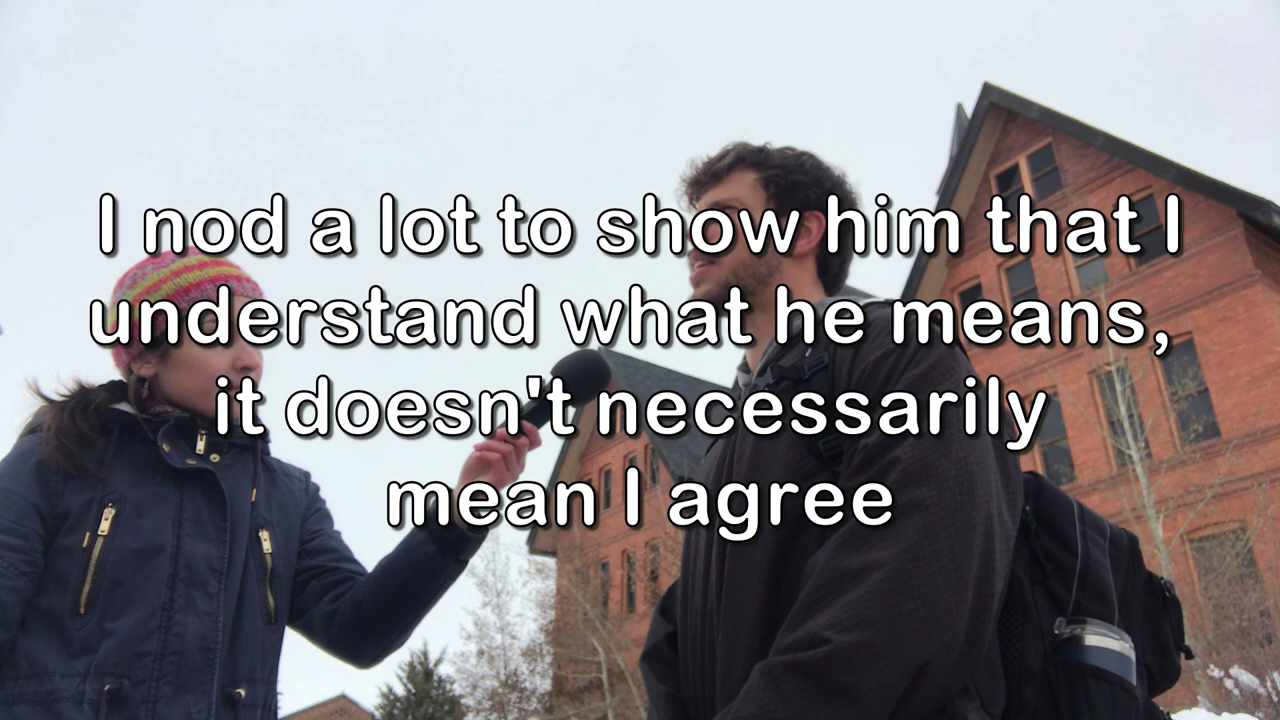 I nod a lot to show him that I
understand what he means,
it doesn't necessarily
mean I agree